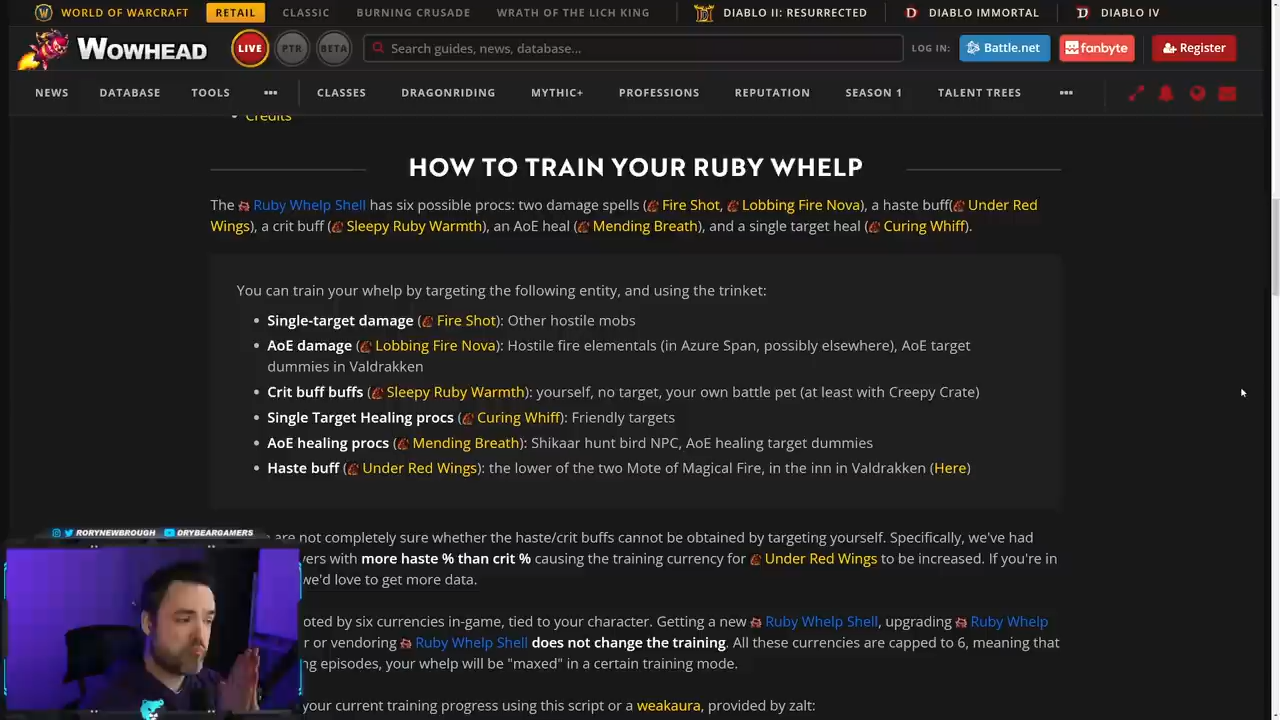 WORLD OF WARCRAFT RETAIL CLASSIC BURNING CRUSADE WRATH OF THE LICH KING DIABLO II: RESURRECTED DIABLO IMMORTAL DIABLO IV
WOWHEAD LIVE PTR BETA Search guides, news, database... LOG IN: Battle.net fanbyte Register
NEWS DATABASE TOOLS ••• CLASSES DRAGONRIDING MYTHIC+ PROFESSIONS REPUTATION SEASON 1 TALENT TREES •••
• Credits
HOW TO TRAIN YOUR RUBY WHELP
The Ruby Whelp Shell has six possible procs: two damage spells (Fire Shot, Lobbing Fire Nova), a haste buff(Under Red
Wings), a crit buff (Sleepy Ruby Warmth), an AoE heal (Mending Breath), and a single target heal (Curing Whiff).
You can train your whelp by targeting the following entity, and using the trinket:
• Single-target damage (Fire Shot): Other hostile mobs
• AoE damage (Lobbing Fire Nova): Hostile fire elementals (in Azure Span, possibly elsewhere), AoE target
dummies in Valdrakken
• Crit buff buffs (Sleepy Ruby Warmth): yourself, no target, your own battle pet (at least with Creepy Crate)
• Single Target Healing procs (Curing Whiff): Friendly targets
• AoE healing procs (Mending Breath): Shikaar hunt bird NPC, AoE healing target dummies
• Haste buff (Under Red Wings): the lower of the two Mote of Magical Fire, in the inn in Valdrakken (Here)
are not completely sure whether the haste/crit buffs cannot be obtained by targeting yourself. Specifically, we've had
vers with more haste % than crit % causing the training currency for Under Red Wings to be increased. If you're in
we'd love to get more data.
oted by six currencies in-game, tied to your character. Getting a new Ruby Whelp Shell, upgrading Ruby Whelp
r or vendoring Ruby Whelp Shell does not change the training. All these currencies are capped to 6, meaning that
ng episodes, your whelp will be "maxed" in a certain training mode.
your current training progress using this script or a weakaura, provided by zalt:
RORYNEWBROUGH DRYBEARGAMERS